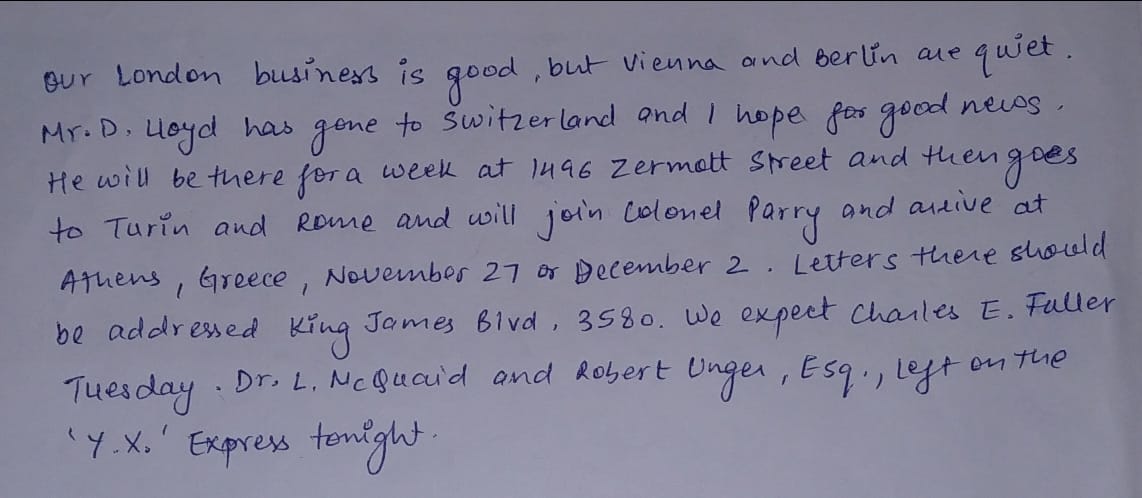 Our London business is good, but Vienna and Berlin are quiet.
Mr. D. Lloyd has gone to Switzerland and I hope for good news.
He will be there for a week at 1496 Zermott Street and then goes
to Turin and Rome and will join Colonel Parry and arrive at
Athens, Greece, November 27 or December 2. Letters there should
be addressed King James Blvd, 3580. We expect Charles E. Fuller
Tuesday. Dr. L. McQuaid and Robert Unger, Esq., left on the
'Y.X.' Express tonight.